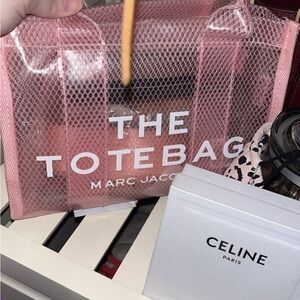 THE
TOTEBAG
MARC JACO
CELINE
PARIS